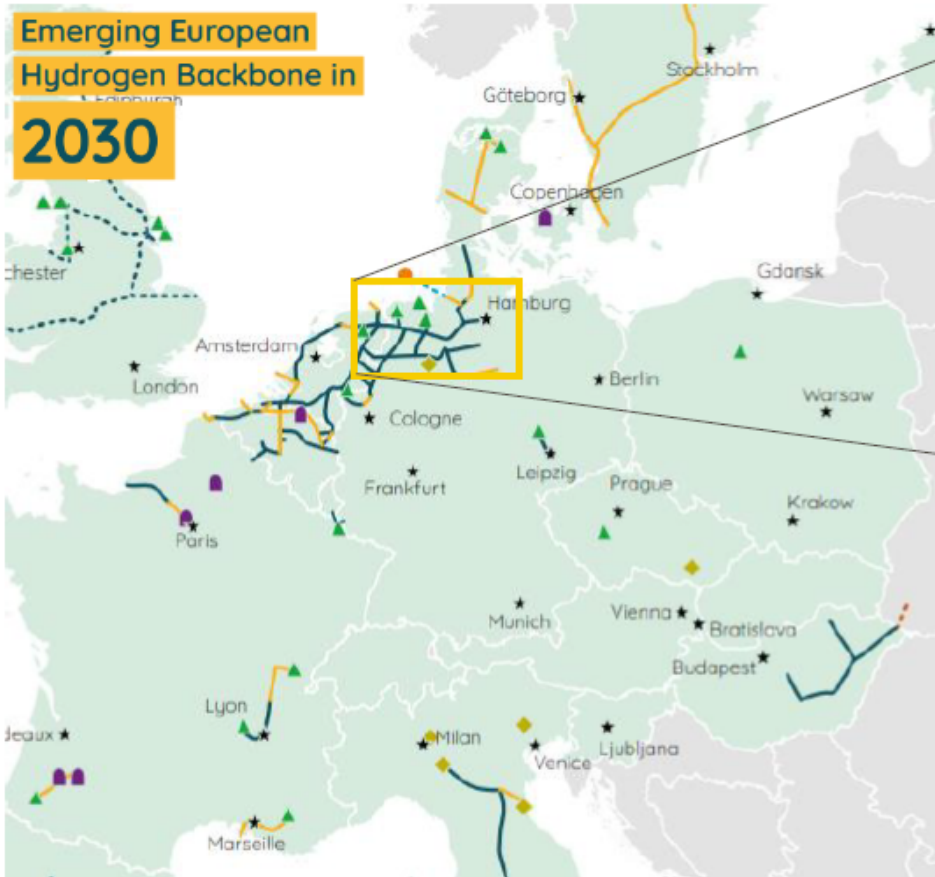 Emerging European
Hydrogen Backbone in
2030
Edinburgh
Stockholm
Göteborg
Copenhagen
chester
Gdansk
Hamburg
Amsterdam
London
Berlin
Warsaw
Cologne
Leipzig
Frankfurt
Prague
Krakow
Paris
Munich
Vienna
Bratislava
Budapest
Lyon
deaux
Milan
Venice
Ljubljana
Marseille